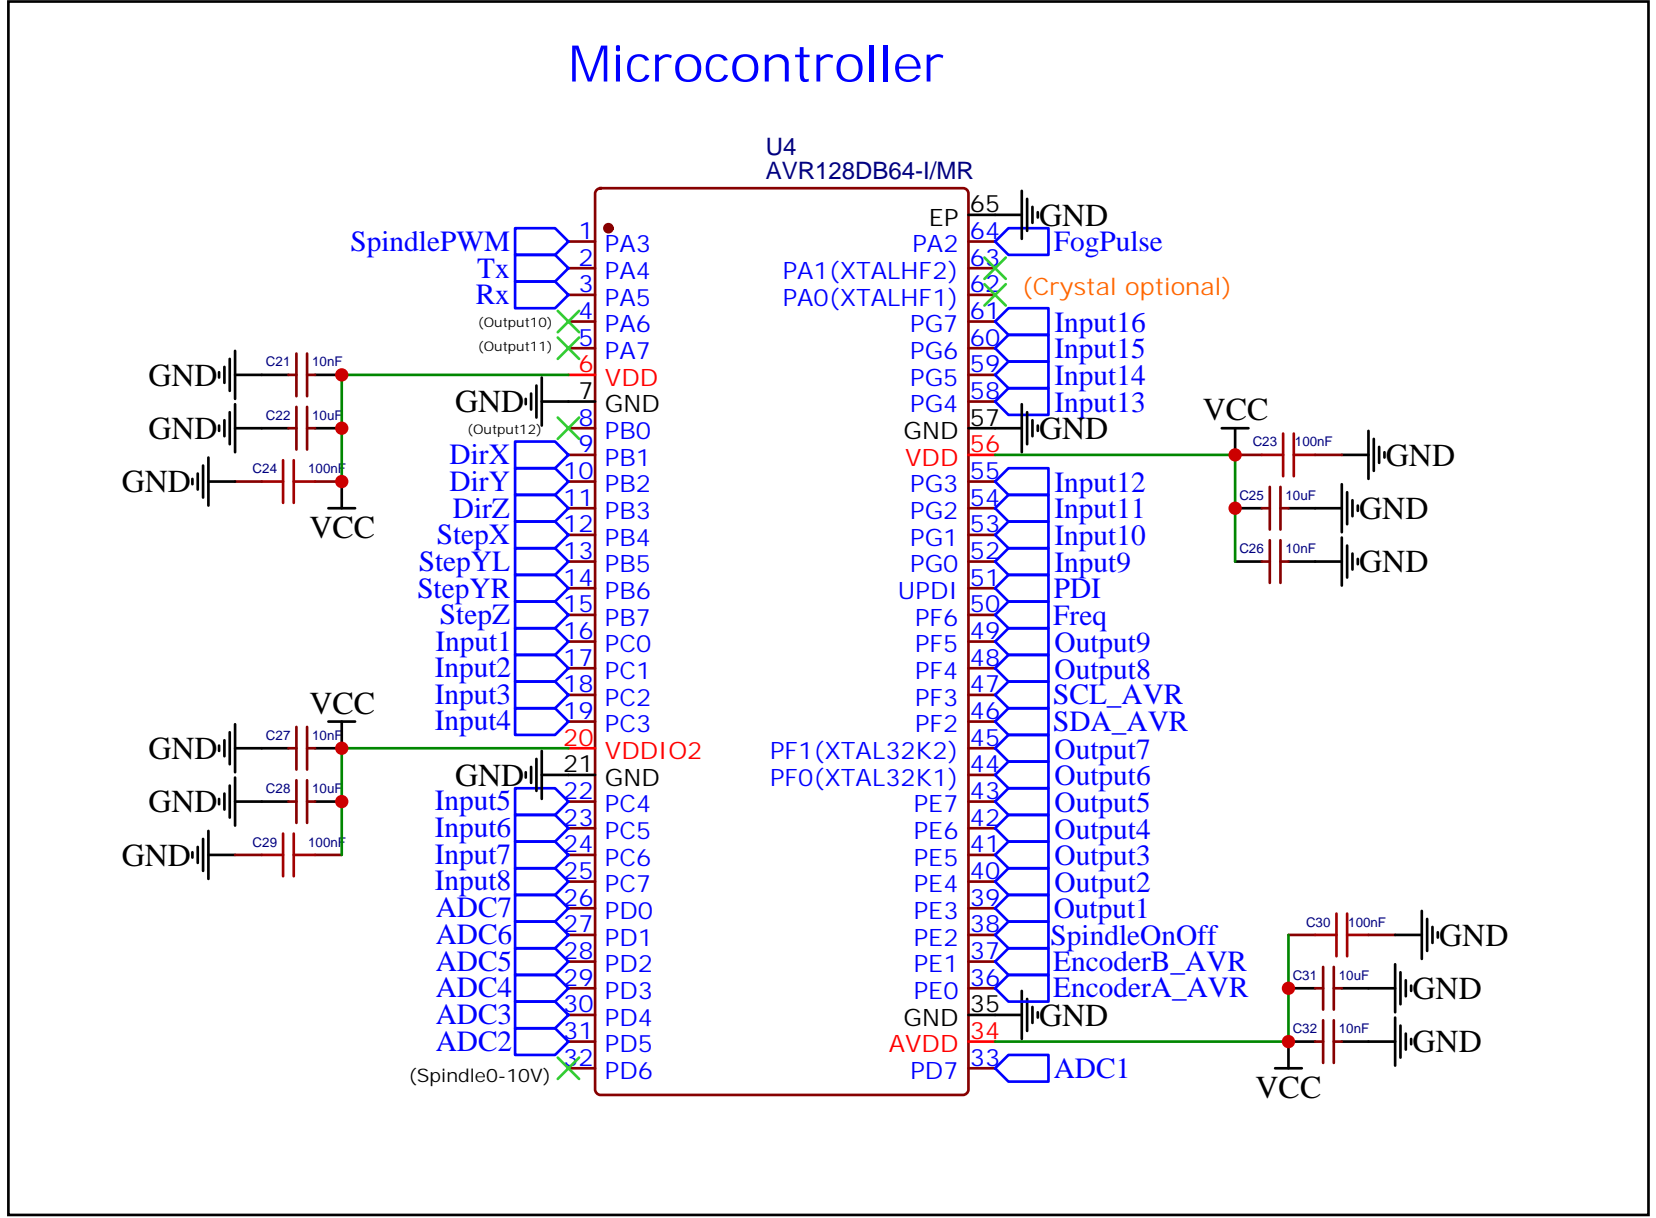 Microcontroller
U4
AVR128DB64-I/MR
SpindlePWM 1 PA3
Tx 2 PA4
Rx 3 PA5
(Output10) 4 PA6
(Output11) 5 PA7
GND C21 10nF 6 VDD
GND 7 GND
GND C22 10uF (Output12) 8 PB0
DirX 9 PB1
GND C24 100nF DirY 10 PB2
VCC
DirZ 11 PB3
StepX 12 PB4
StepYL 13 PB5
StepYR 14 PB6
StepZ 15 PB7
Input1 16 PC0
Input2 17 PC1
Input3 18 PC2
VCC
Input4 19 PC3
GND C27 10nF 20 VDDIO2
GND 21 GND
GND C28 10uF Input5 22 PC4
Input6 23 PC5
GND C29 100nF Input7 24 PC6
Input8 25 PC7
ADC7 26 PD0
ADC6 27 PD1
ADC5 28 PD2
ADC4 29 PD3
ADC3 30 PD4
ADC2 31 PD5
(Spindle0-10V) 32 PD6
EP 65 GND
PA2 64 FogPulse
PA1(XTALHF2) 63
(Crystal optional)
PA0(XTALHF1) 62
PG7 61 Input16
PG6 60 Input15
PG5 59 Input14
PG4 58 Input13
GND 57 GND
VCC
VDD 56 C23 100nF GND
PG3 55 Input12
PG2 54 Input11 C25 10uF GND
PG1 53 Input10
PG0 52 Input9 C26 10nF GND
UPDI 51 PDI
PF6 50 Freq
PF5 49 Output9
PF4 48 Output8
PF3 47 SCL_AVR
PF2 46 SDA_AVR
PF1(XTAL32K2) 45 Output7
PF0(XTAL32K1) 44 Output6
PE7 43 Output5
PE6 42 Output4
PE5 41 Output3
PE4 40 Output2
PE3 39 Output1
PE2 38 SpindleOnOff C30 100nF GND
PE1 37 EncoderB_AVR
PE0 36 EncoderA_AVR C31 10uF GND
GND 35 GND
AVDD 34 C32 10nF GND
PD7 33 ADC1
VCC